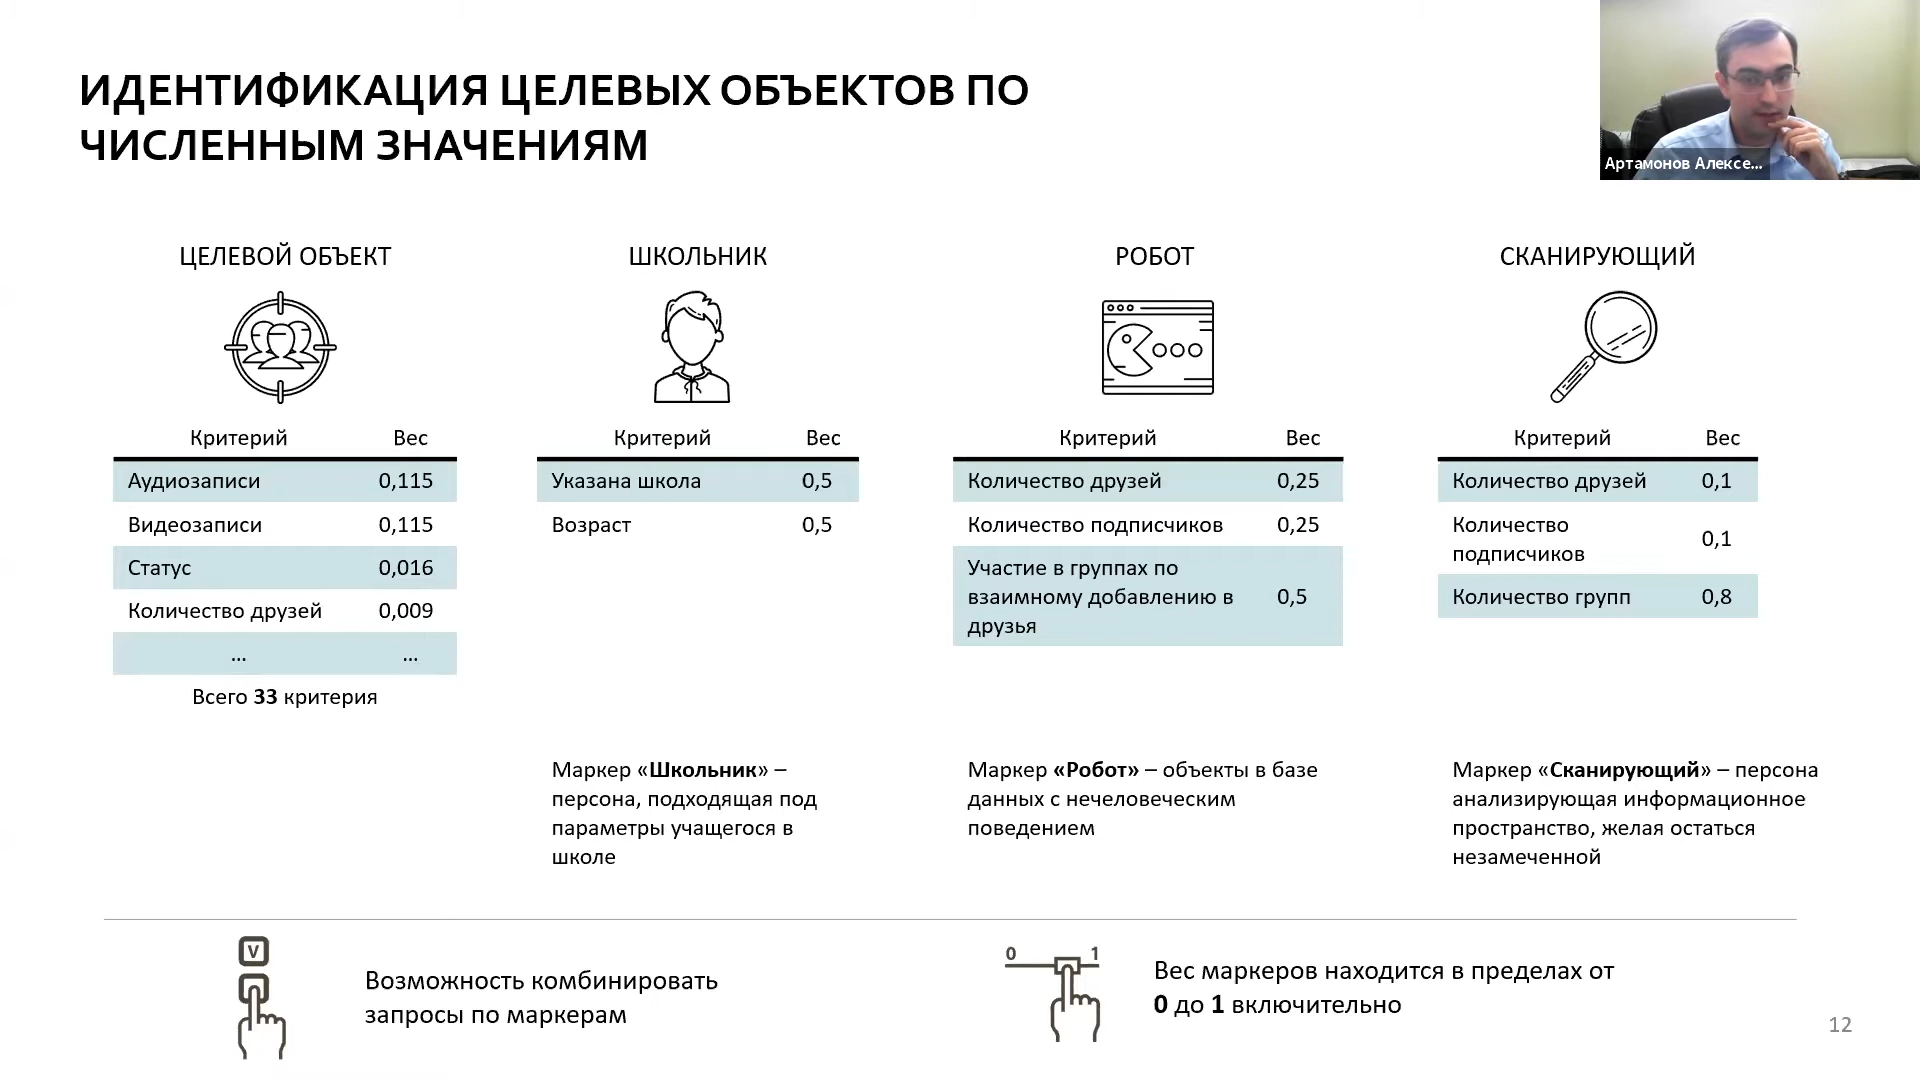 ИДЕНТИФИКАЦИЯ ЦЕЛЕВЫХ ОБЪЕКТОВ ПО
ЧИСЛЕННЫМ ЗНАЧЕНИЯМ
Артамонов Алексе...
ЦЕЛЕВОЙ ОБЪЕКТ
Критерий Вес
Аудиозаписи 0,115
Видеозаписи 0,115
Статус 0,016
Количество друзей 0,009
... ...
Всего 33 критерия
ШКОЛЬНИК
Критерий Вес
Указана школа 0,5
Возраст 0,5
Маркер «Школьник» –
персона, подходящая под
параметры учащегося в
школе
РОБОТ
Критерий Вес
Количество друзей 0,25
Количество подписчиков 0,25
Участие в группах по
взаимному добавлению в 0,5
друзья
Маркер «Робот» – объекты в базе
данных с нечеловеческим
поведением
СКАНИРУЮЩИЙ
Критерий Вес
Количество друзей 0,1
Количество
подписчиков 0,1
Количество групп 0,8
Маркер «Сканирующий» – персона
анализирующая информационное
пространство, желая остаться
незамеченной
V
Возможность комбинировать
запросы по маркерам
0 1
Вес маркеров находится в пределах от
0 до 1 включительно
12